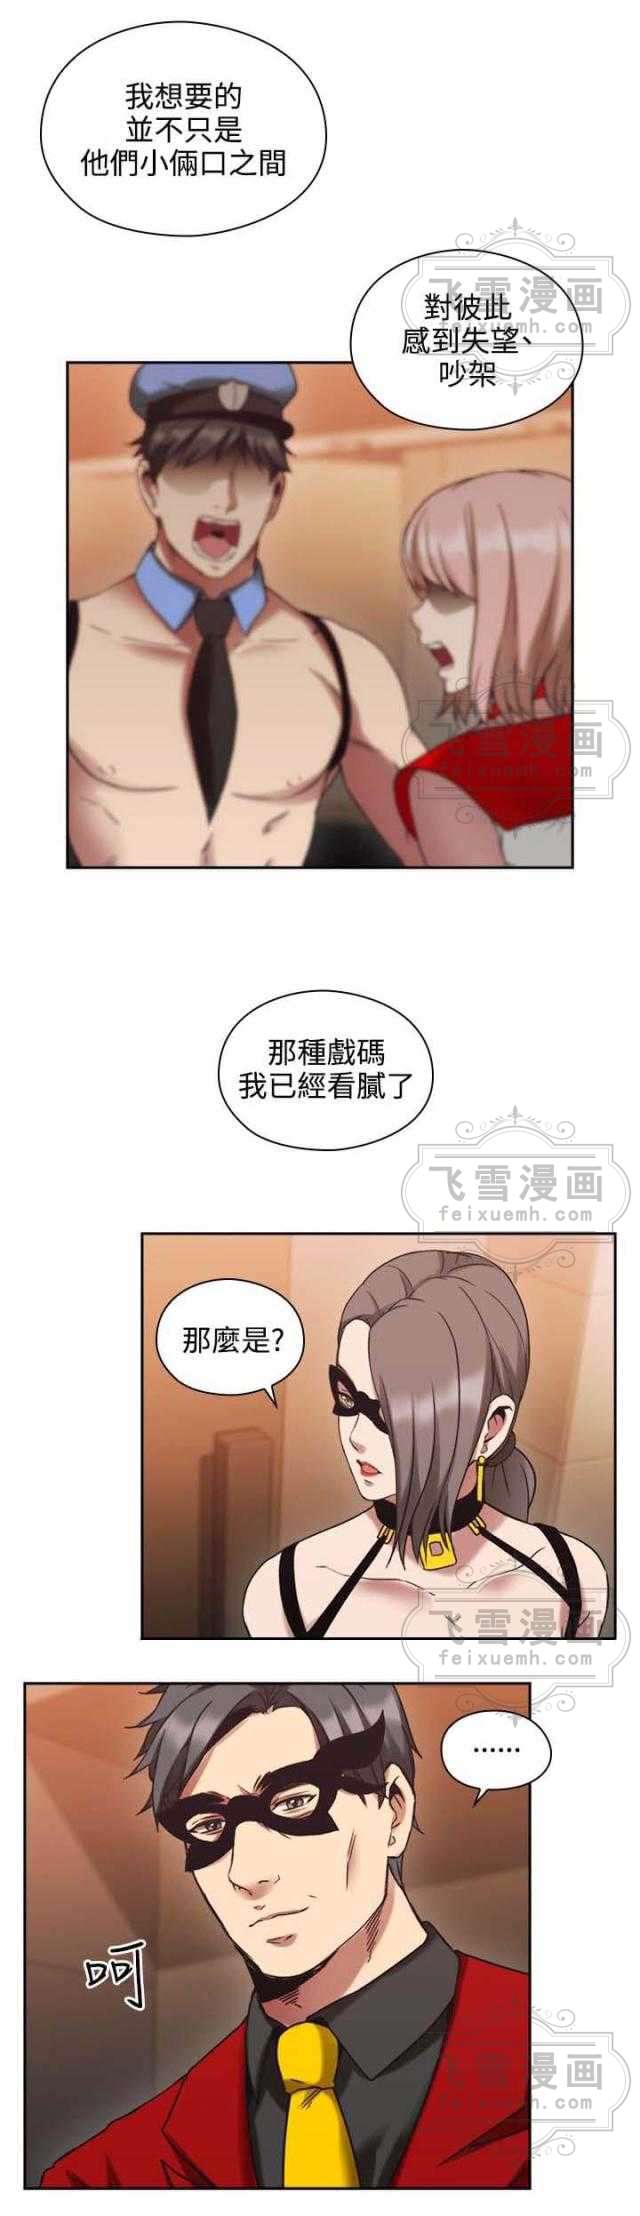 我想要的
並不只是
他們小倆口之間
飞雪漫画
feixuemh.com
對彼此
感到失望、
吵架
飞雪漫画
feixuemh.com
那種戲碼
我已經看膩了
飞雪漫画
feixuemh.com
那麼是?
飞雪漫画
feixuemh.com
......
呵
飞雪漫画
feixuemh.com